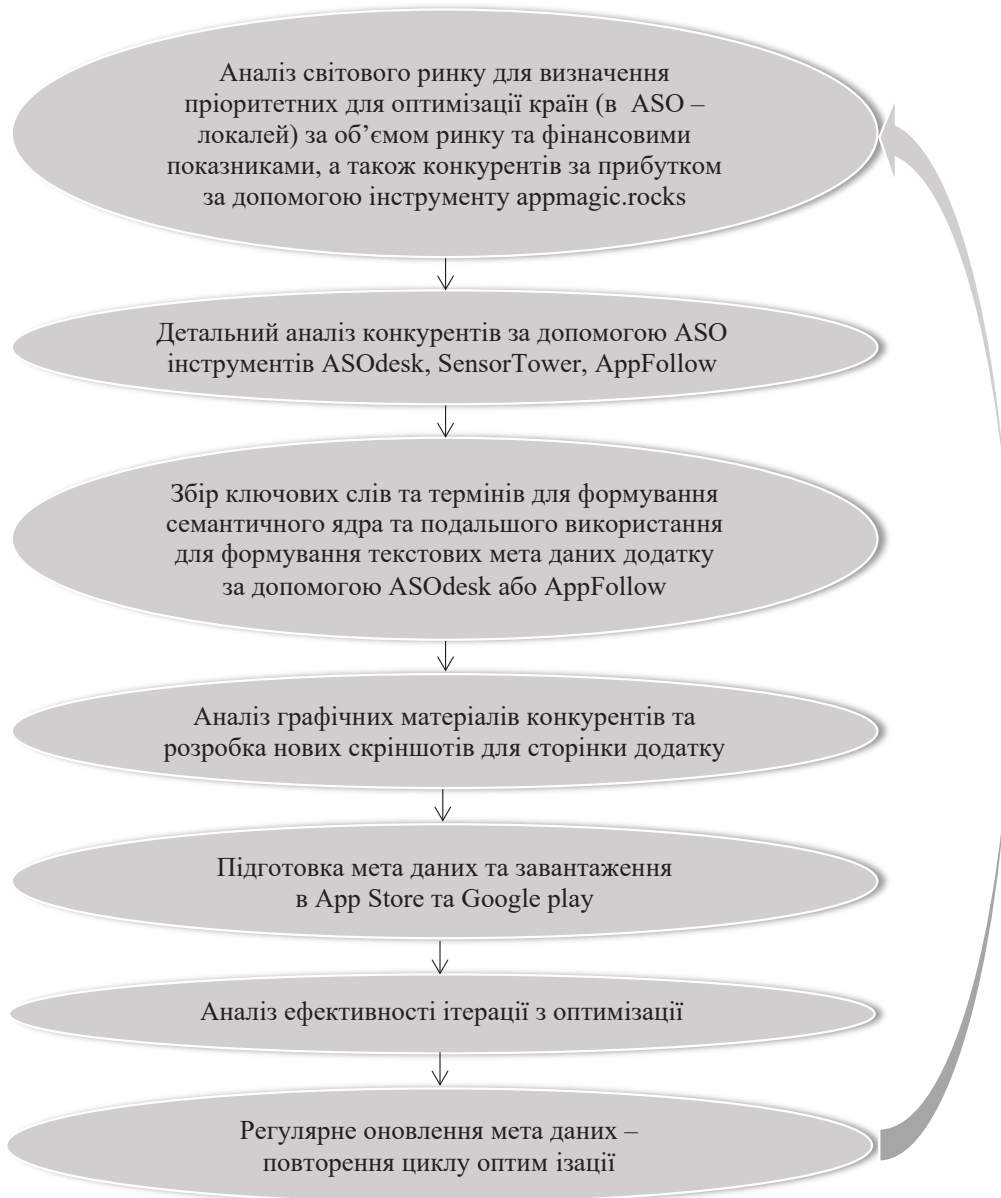 Аналіз світового ринку для визначення
пріоритетних для оптимізації країн (в ASO –
локалей) за об’ємом ринку та фінансовими
показниками, а також конкурентів за прибутком
за допомогою інструменту appmagic.rocks
Детальний аналіз конкурентів за допомогою ASO
інструментів ASOdesk, SensorTower, AppFollow
Збір ключових слів та термінів для формування
семантичного ядра та подальшого використання
для формування текстових мета даних додатку
за допомогою ASOdesk або AppFollow
Аналіз графічних матеріалів конкурентів та
розробка нових скріншотів для сторінки додатку
Підготовка мета даних та завантаження
в App Store та Google play
Аналіз ефективності ітерації з оптимізації
Регулярне оновлення мета даних –
повторення циклу оптим ізації